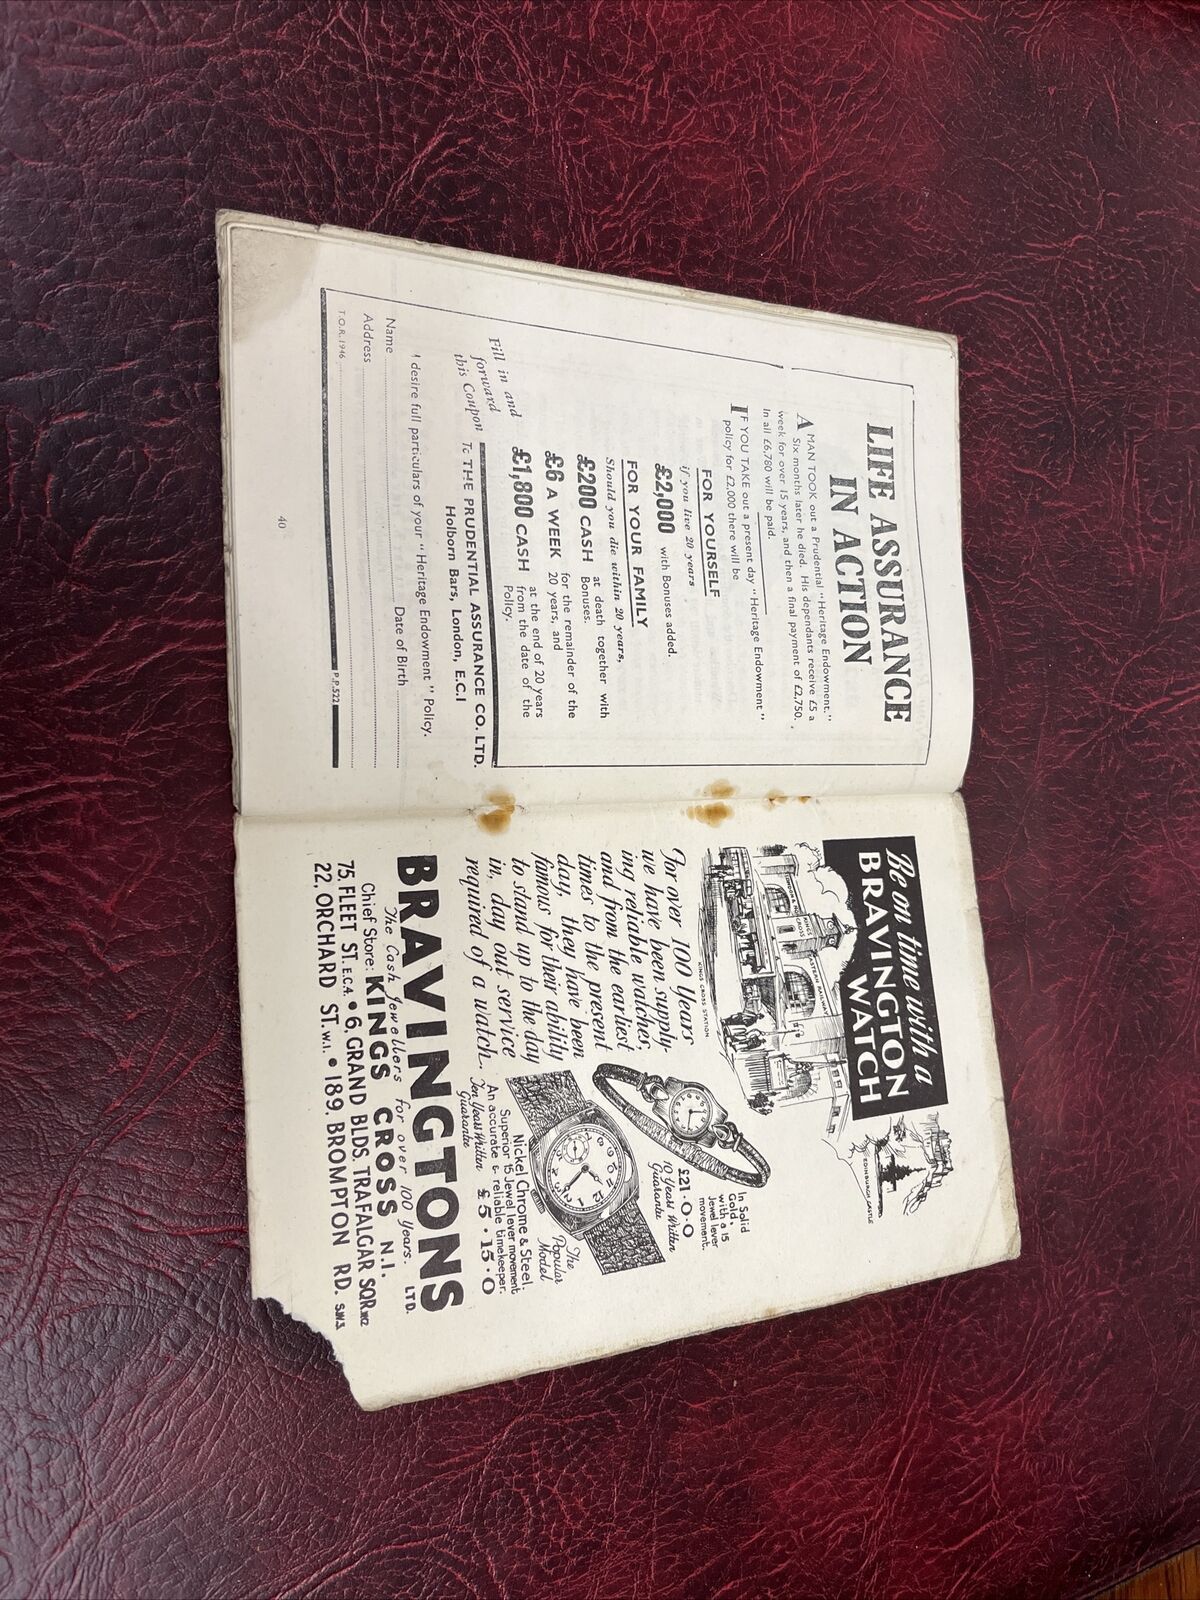 LIFE ASSURANCE
IN ACTION
A MAN TOOK out a Prudential "Heritage Endowment."
Six months later he died. His dependants receive £5 a
week for over 15 years, and then a final payment of £2,750.
In all £6,780 will be paid.
IF YOU TAKE out a present day "Heritage Endowment"
policy for £2,000 there will be
FOR YOURSELF
if you live 20 years
£2,000 with Bonuses added.
FOR YOUR FAMILY
Should you die within 20 years,
£200 CASH at death together with
Bonuses.
£6 A WEEK for the remainder of the
20 years, and
£1,800 CASH at the end of 20 years
from the date of the
Policy.
Fill in and
forward
this Coupon
To THE PRUDENTIAL ASSURANCE CO. LTD.
Holborn Bars, London, E.C.1
I desire full particulars of your "Heritage Endowment" Policy.
Name Date of Birth
Address
T.O.R. 1946 P.P.522
40
Be on time with a
BRAVINGTON
WATCH
EDINBURGH CASTLE
KINGS
CROSS
KINGS CROSS STATION
For over 100 Years
we have been supply-
ing reliable watches,
and from the earliest
times to the present
day, they have been
famous for their ability
to stand up to the day
in, day out service
required of a watch.
In Solid
Gold,
with a 15
Jewel lever
movement.
£21·0·0
10 Years Written
Guarantee
The
Popular
Model
Nickel Chrome & Steel.
Superior 15 Jewel lever movement
An accurate & reliable timekeeper.
Ten Years Written
Guarantee £5·15·0
BRAVINGTONS
LTD.
The Cash Jewellers for over 100 Years.
Chief Store: KINGS CROSS N.1.
75, FLEET ST. E.C.4. • 6, GRAND BLDS. TRAFALGAR SQR. W.C.2
22, ORCHARD ST. W.1. • 189, BROMPTON RD. S.W.3